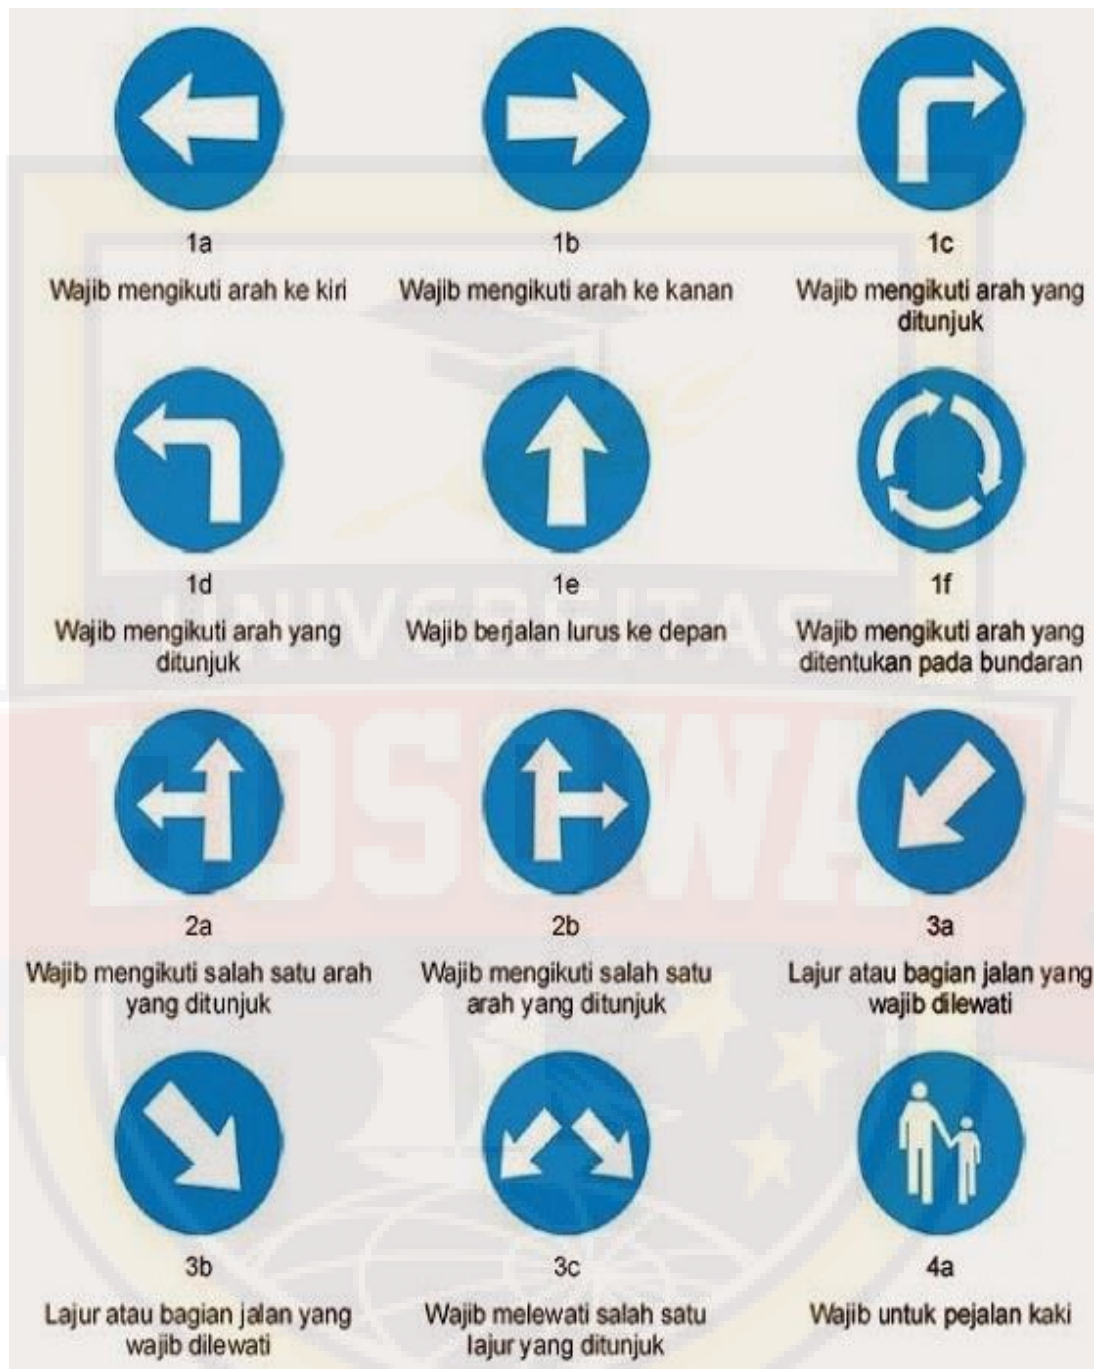 1a
1b
1c
Wajib mengikuti arah ke kiri
Wajib mengikuti arah ke kanan
Wajib mengikuti arah yang
ditunjuk
1d
1e
1f
Wajib mengikuti arah yang
ditunjuk
Wajib berjalan lurus ke depan
Wajib mengikuti arah yang
ditentukan pada bundaran
UNIVERSITAS
BOSOWA
2a
2b
3a
Wajib mengikuti salah satu arah
yang ditunjuk
Wajib mengikuti salah satu
arah yang ditunjuk
Lajur atau bagian jalan yang
wajib dilewati
3b
3c
4a
Lajur atau bagian jalan yang
wajib dilewati
Wajib melewati salah satu
lajur yang ditunjuk
Wajib untuk pejalan kaki